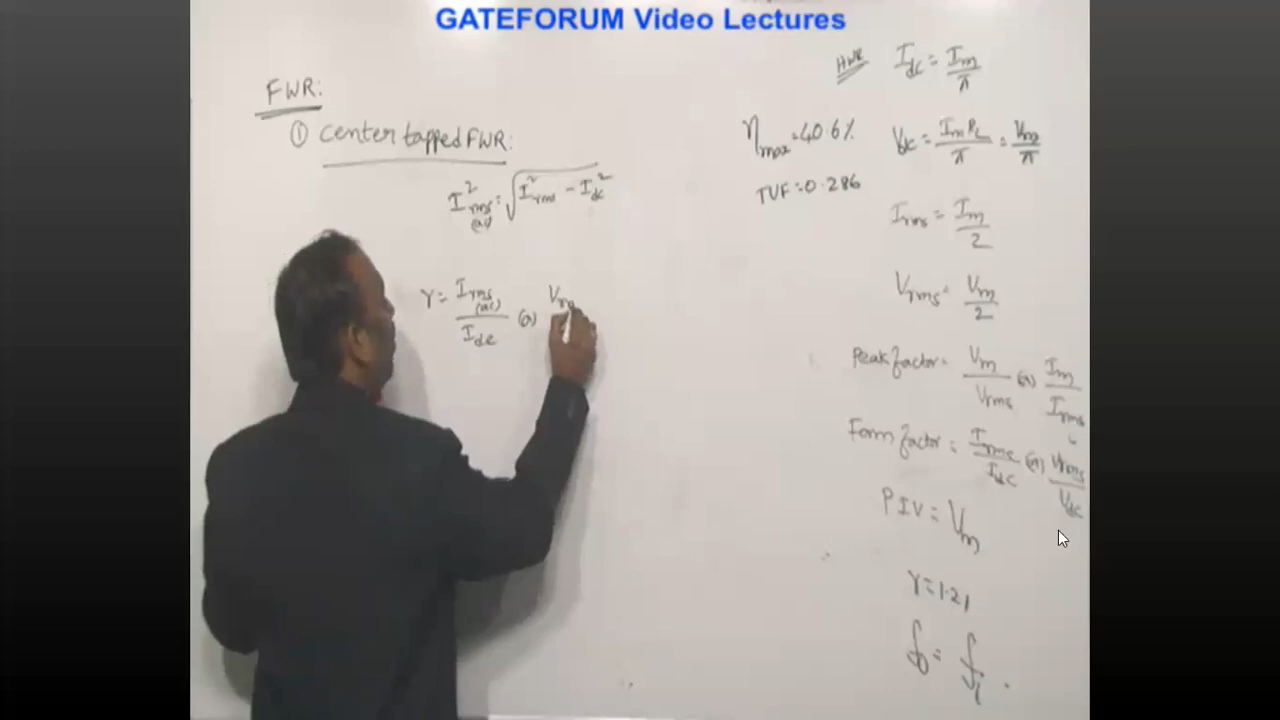 GATEFORUM Video Lectures
FWR:
① Center tapped FWR:
I²rms(ac) = √(I²rms - Idc²)
γ = Irms(ac)/Idc (or) Vrm
HWR
Idc = Im/π
ηmax = 40.6%
Vdc = ImRL/π = Vm/π
TUF = 0.286
Irms = Im/2
Vrms = Vm/2
Peak factor = Vm/Vrms (or) Im/Irms
Form factor = Irms/Idc (or) Vrms/Vdc
PIV = Vm
γ = 1.21
fo = fi